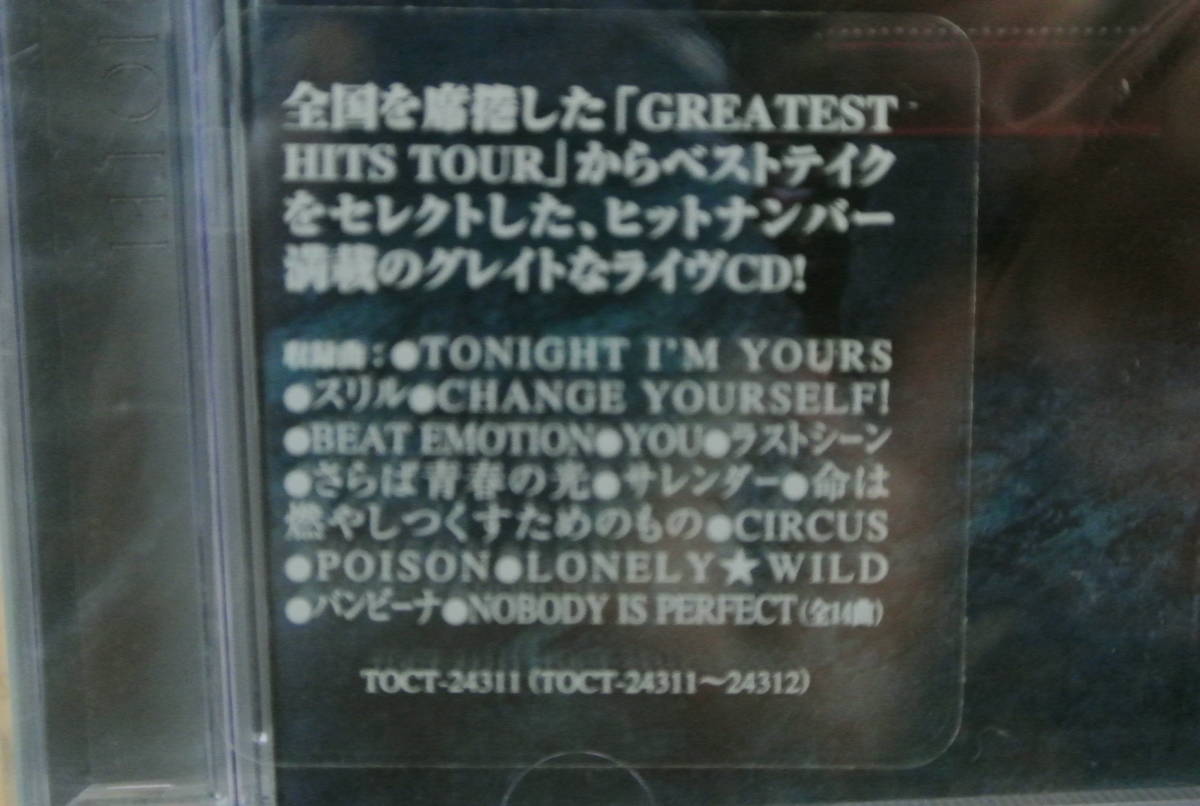 全国を席捲した「GREATEST
HITS TOUR」からベストテイク
をセレクトした、ヒットナンバー
満載のグレイトなライヴCD!
収録曲:●TONIGHT I'M YOURS
●スリル●CHANGE YOURSELF!
●BEAT EMOTION●YOU●ラストシーン
●さらば青春の光●サレンダー●命は
燃やしつくすためのもの●CIRCUS
●POISON●LONELY★WILD
●バンビーナ●NOBODY IS PERFECT(全14曲)
TOCT-24311 (TOCT-24311〜24312)